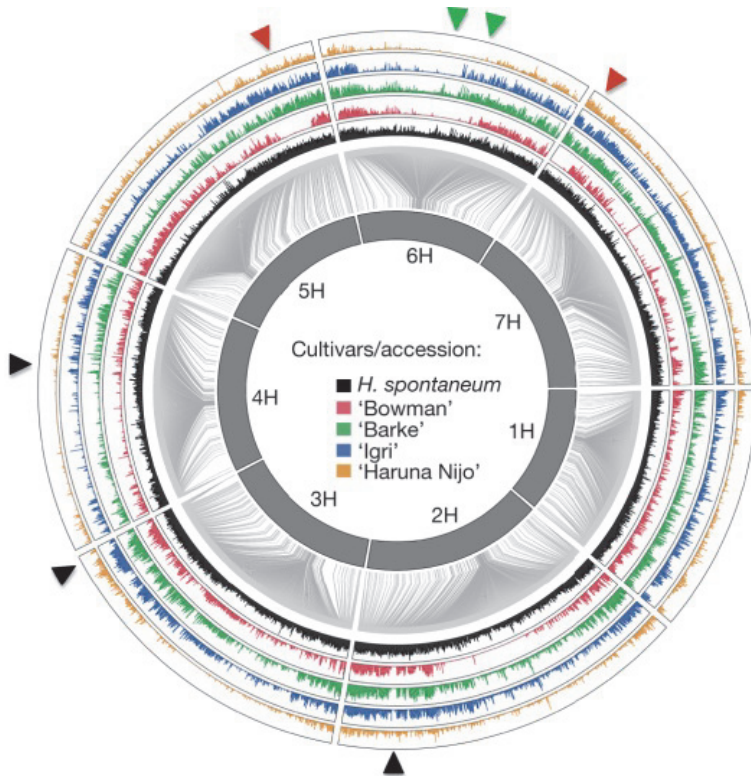 6H
5H
7H
Cultivars/accession:
H. spontaneum
4H
'Bowman'
1H
'Barke'
'Igri'
'Haruna Nijo'
3H
2H